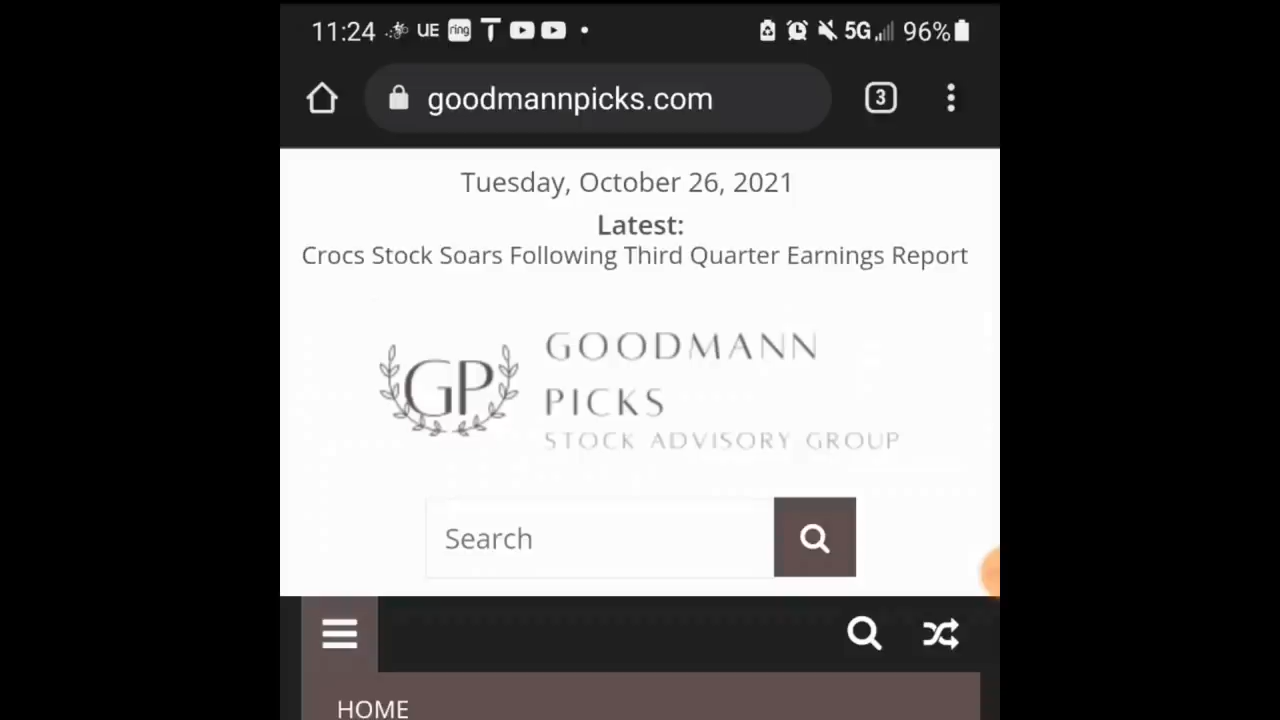 11:24 UE ring 5G 96%
goodmannpicks.com 3
Tuesday, October 26, 2021
Latest:
Crocs Stock Soars Following Third Quarter Earnings Report
GP GOODMANN
PICKS
STOCK ADVISORY GROUP
Search
HOME